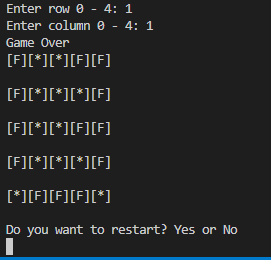 Enter row 0 - 4: 1
Enter column 0 - 4: 1
Game Over
[F][*][*][F][F]
[F][*][*][*][F]
[F][*][F][*][F]
[F][*][*][*][F]
[*][F][F][F][*]
Do you want to restart? Yes or No